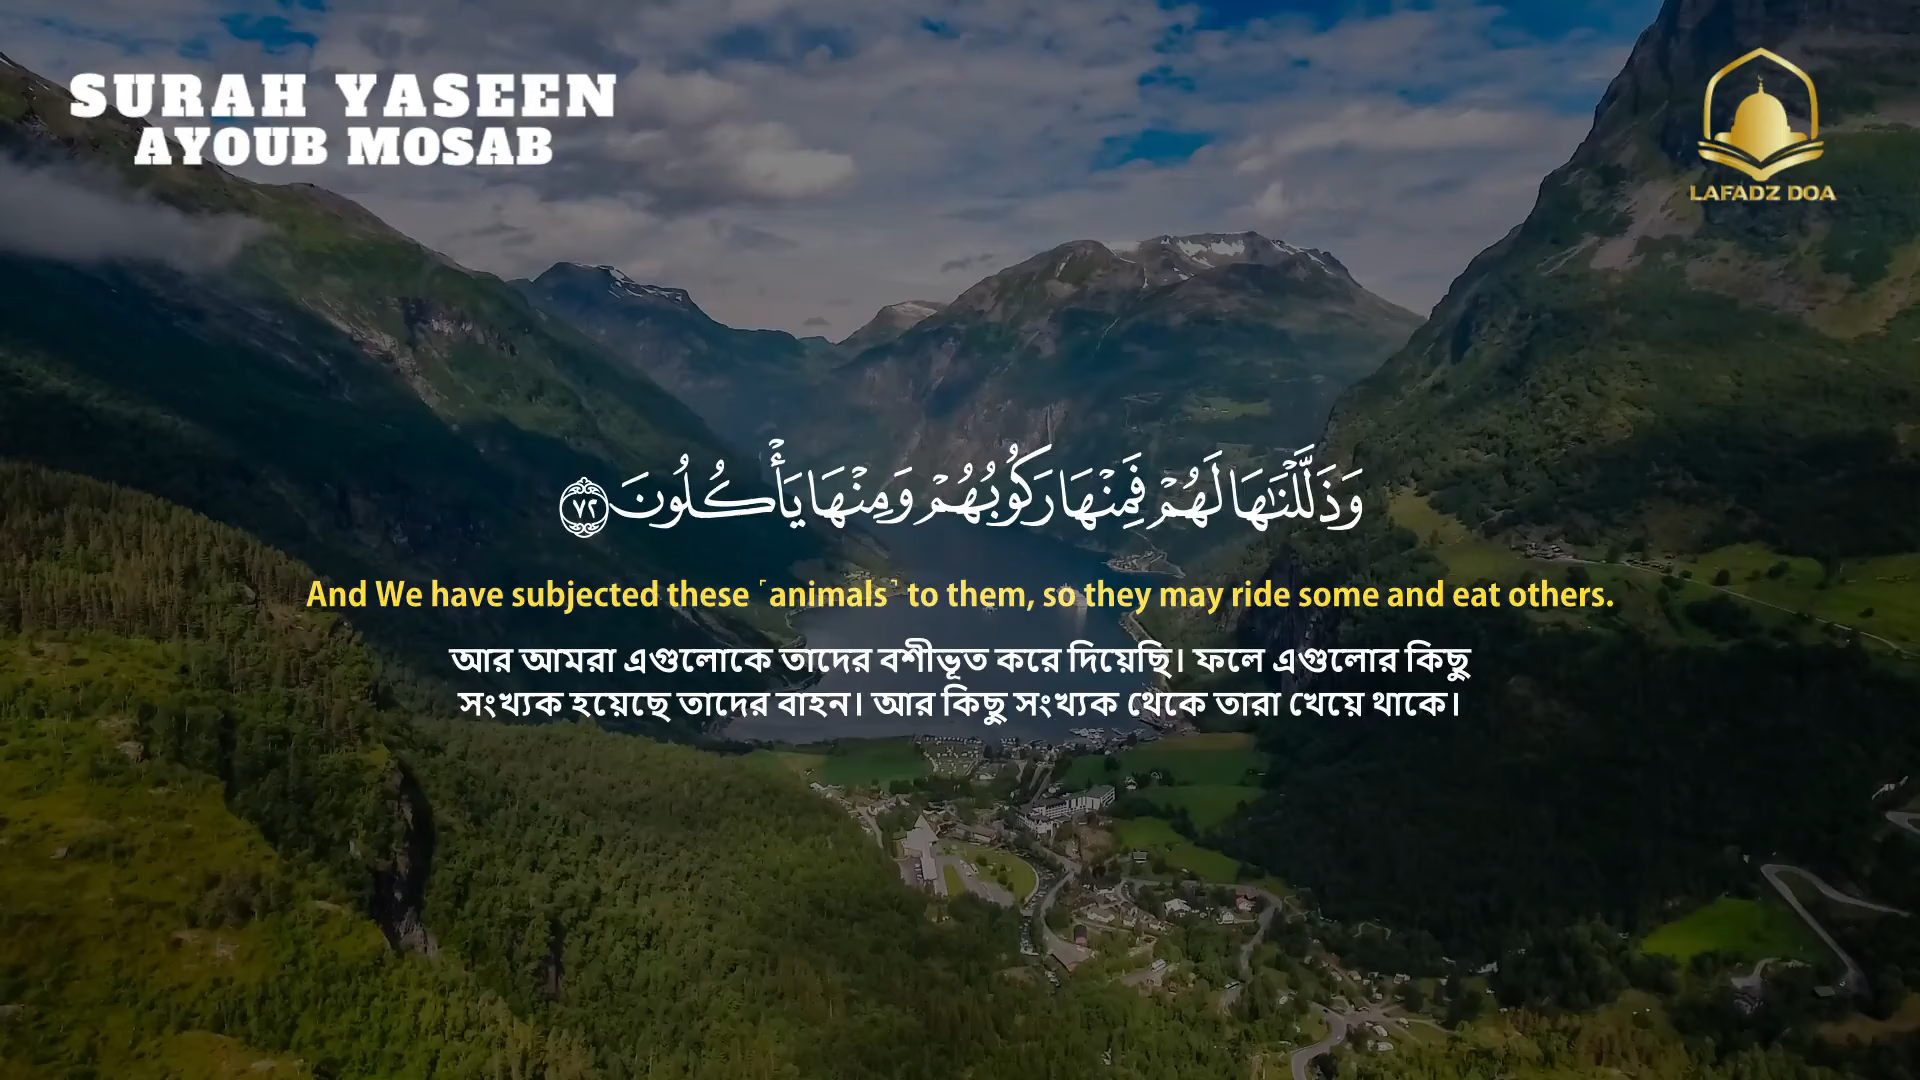 SURAH YASEEN
AYOUB MOSAB
LAFADZ DOA
وَذَلَّلْنَٰهَا لَهُمْ فَمِنْهَا رَكُوبُهُمْ وَمِنْهَا يَأْكُلُونَ ٧٢
And We have subjected these ˹animals˺ to them, so they may ride some and eat others.
আর আমরা এগুলোকে তাদের বশীভূত করে দিয়েছি। ফলে এগুলোর কিছু
সংখ্যক হয়েছে তাদের বাহন। আর কিছু সংখ্যক থেকে তারা খেয়ে থাকে।